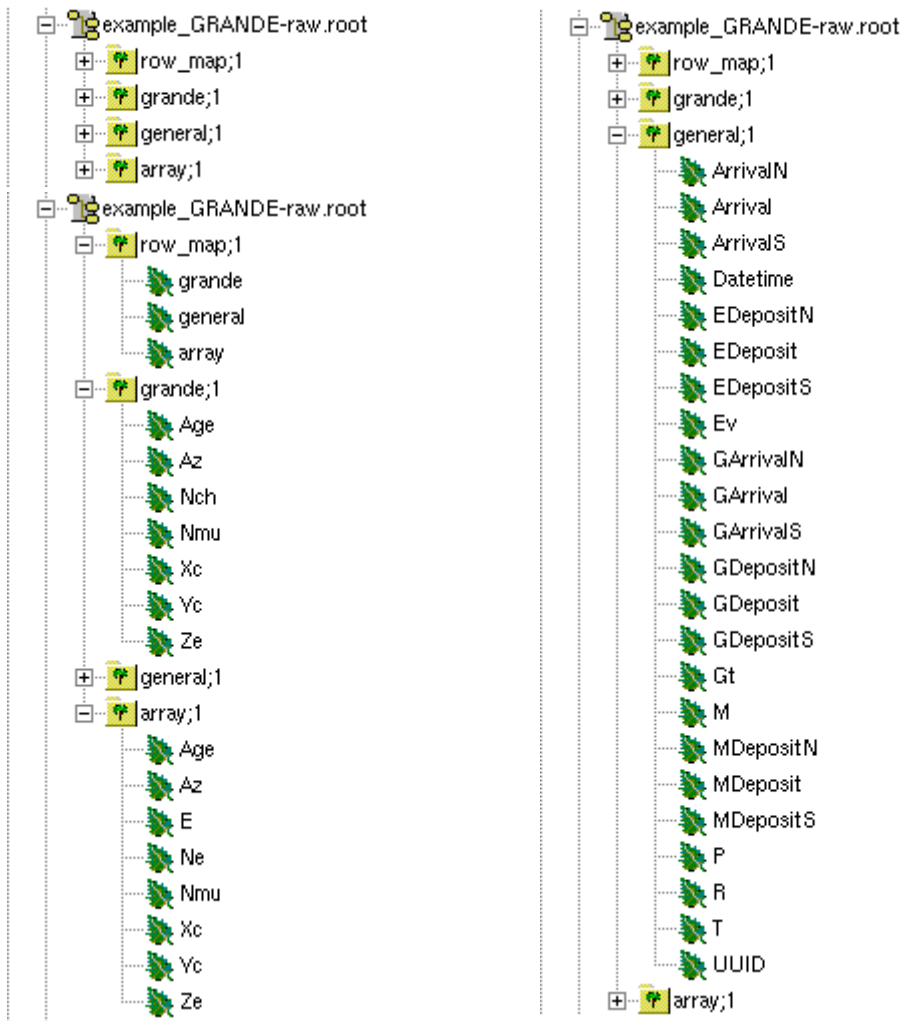 example_GRANDE-raw.root
row_map;1
grande;1
general;1
array;1
example_GRANDE-raw.root
row_map;1
grande
general
array
grande;1
Age
Az
Nch
Nmu
Xc
Yc
Ze
general;1
array;1
Age
Az
E
Ne
Nmu
Xc
Yc
Ze
example_GRANDE-raw.root
row_map;1
grande;1
general;1
ArrivalN
Arrival
ArrivalS
Datetime
EDepositN
EDeposit
EDepositS
Ev
GArrivalN
GArrival
GArrivalS
GDepositN
GDeposit
GDepositS
Gt
M
MDepositN
MDeposit
MDepositS
P
R
T
UUID
array;1